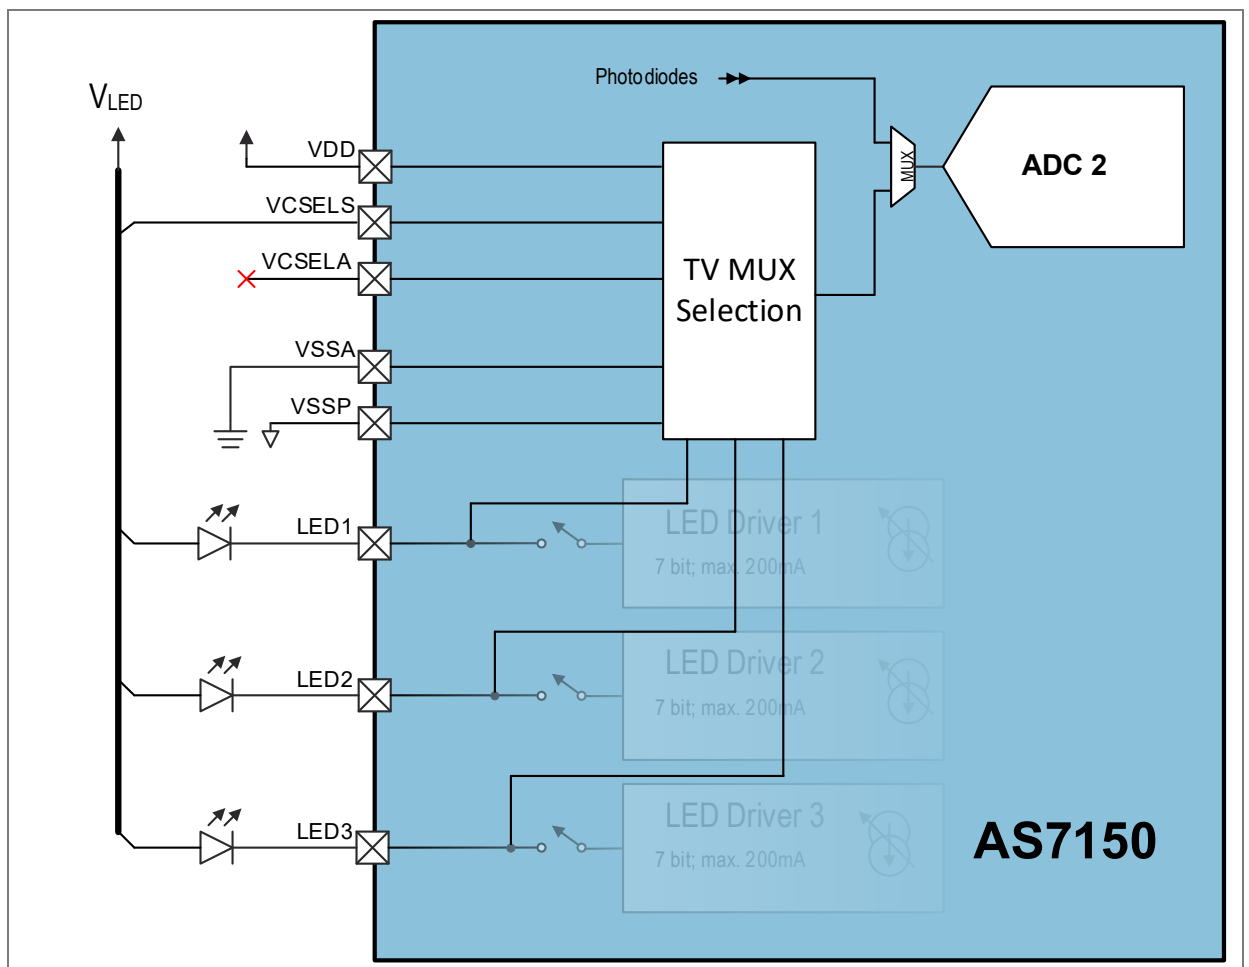 Photodiodes
VLED
VDD
MUX
ADC 2
VCSELS
VCSELA
TV MUX
Selection
VSSA
VSSP
LED1
LED Driver 1
7 bit; max. 200mA
LED2
LED Driver 2
7 bit; max. 200mA
LED3
LED Driver 3
7 bit; max. 200mA
AS7150